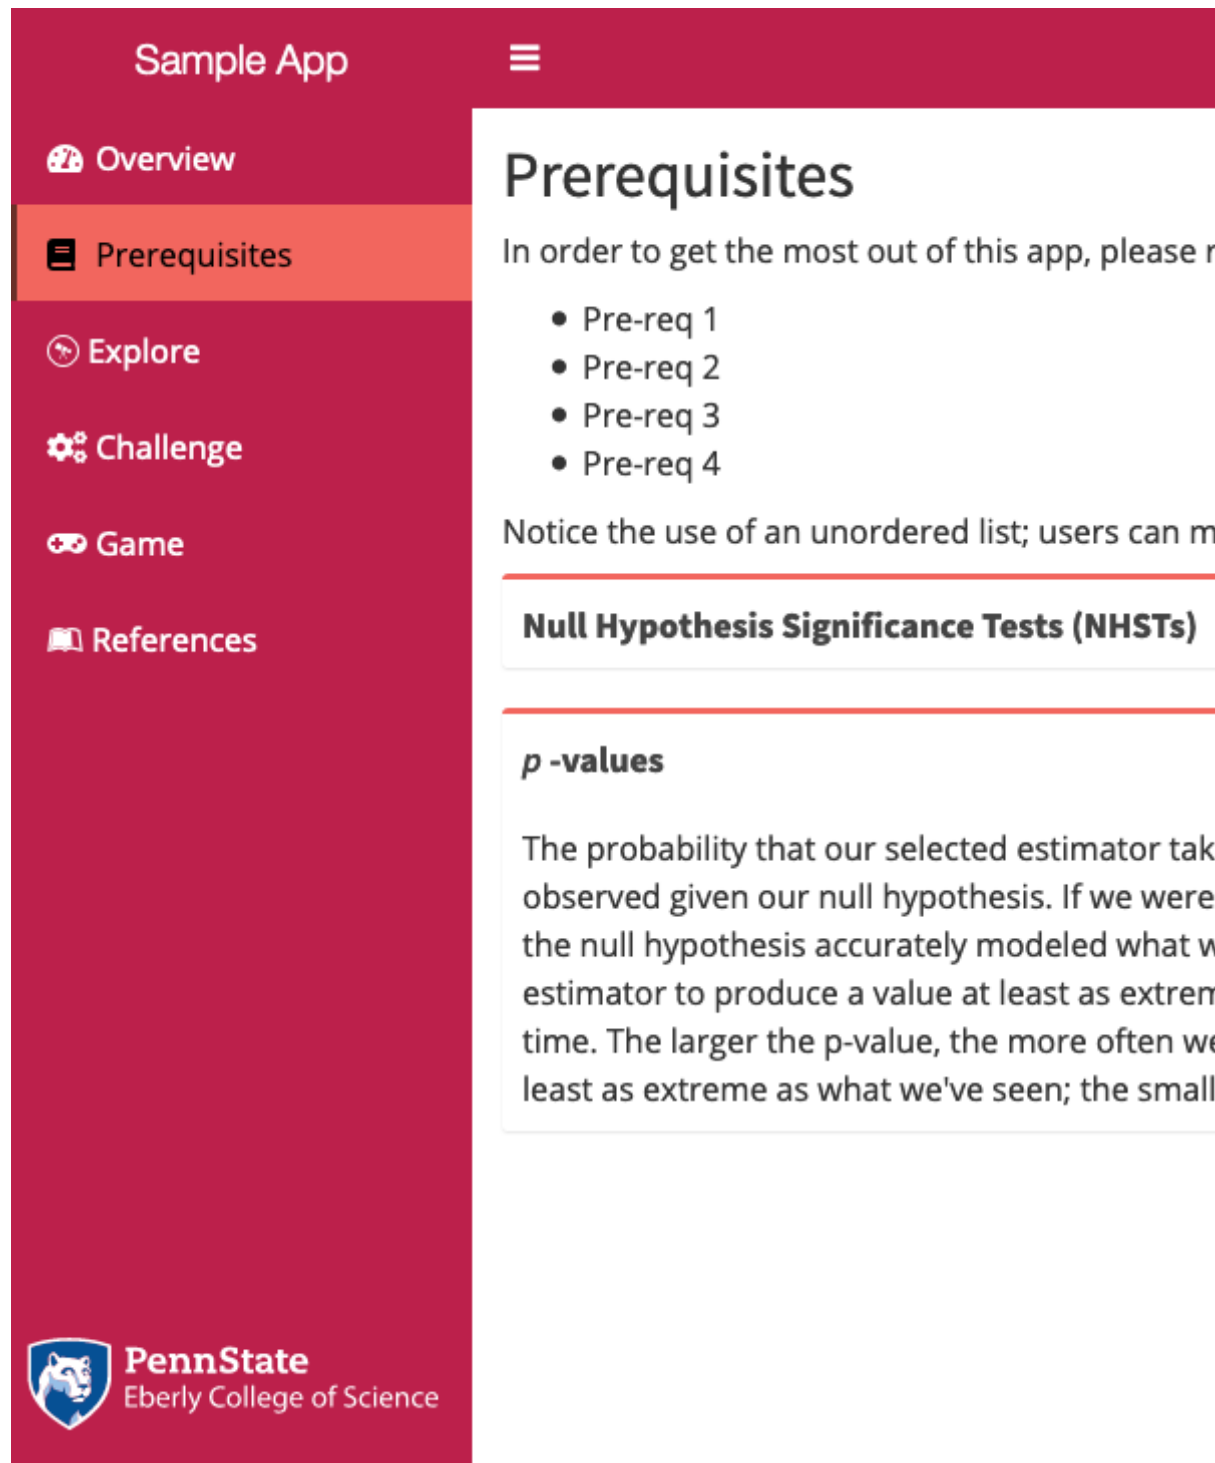 Sample App
Overview
Prerequisites
Explore
Challenge
Game
References
PennState
Eberly College of Science
Prerequisites
In order to get the most out of this app, please
Pre-req 1
Pre-req 2
Pre-req 3
Pre-req 4
Notice the use of an unordered list; users can
Null Hypothesis Significance Tests (NHSTs)
p -values
The probability that our selected estimator
observed given our null hypothesis. If we were
the null hypothesis accurately modeled what
estimator to produce a value at least as
time. The larger the p-value, the more often
least as extreme as what we've seen; the